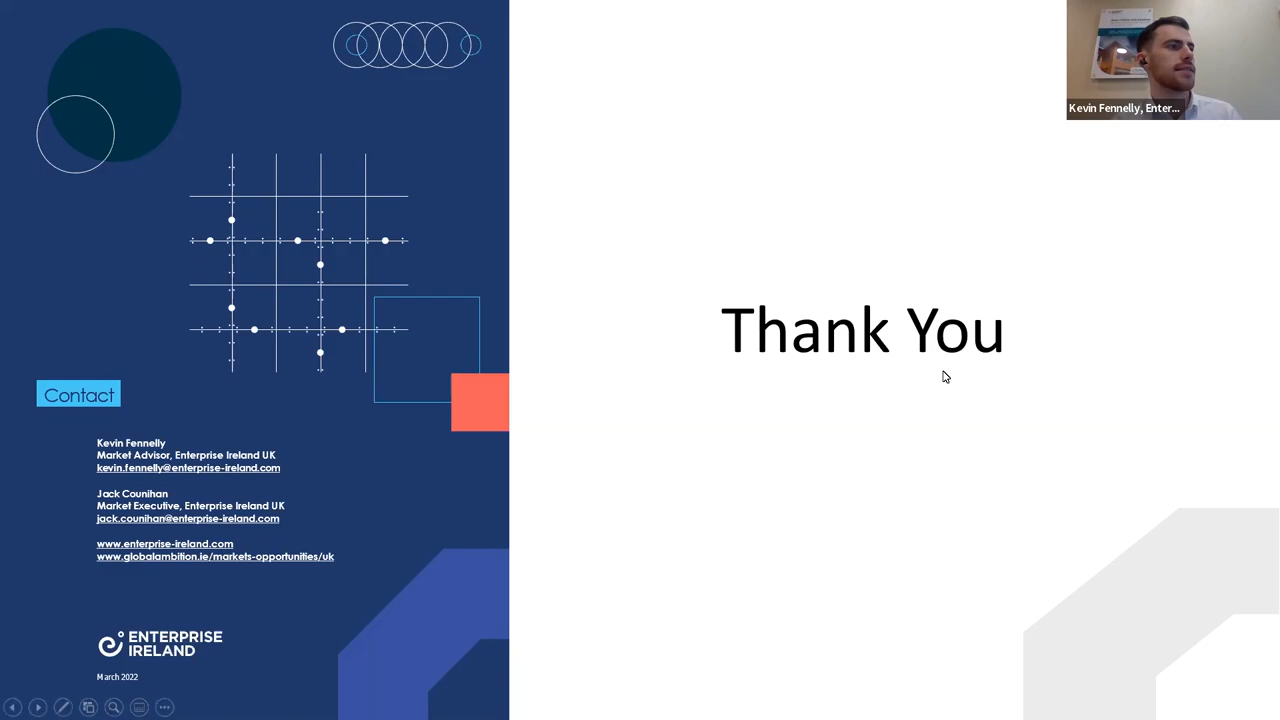 Kevin Fennelly, Enter...
Thank You
Contact
Kevin Fennelly
Market Advisor, Enterprise Ireland UK
kevin.fennelly@enterprise-ireland.com
Jack Counihan
Market Executive, Enterprise Ireland UK
jack.counihan@enterprise-ireland.com
www.enterprise-ireland.com
www.globalambition.ie/markets-opportunities/uk
ENTERPRISE
IRELAND
March 2022